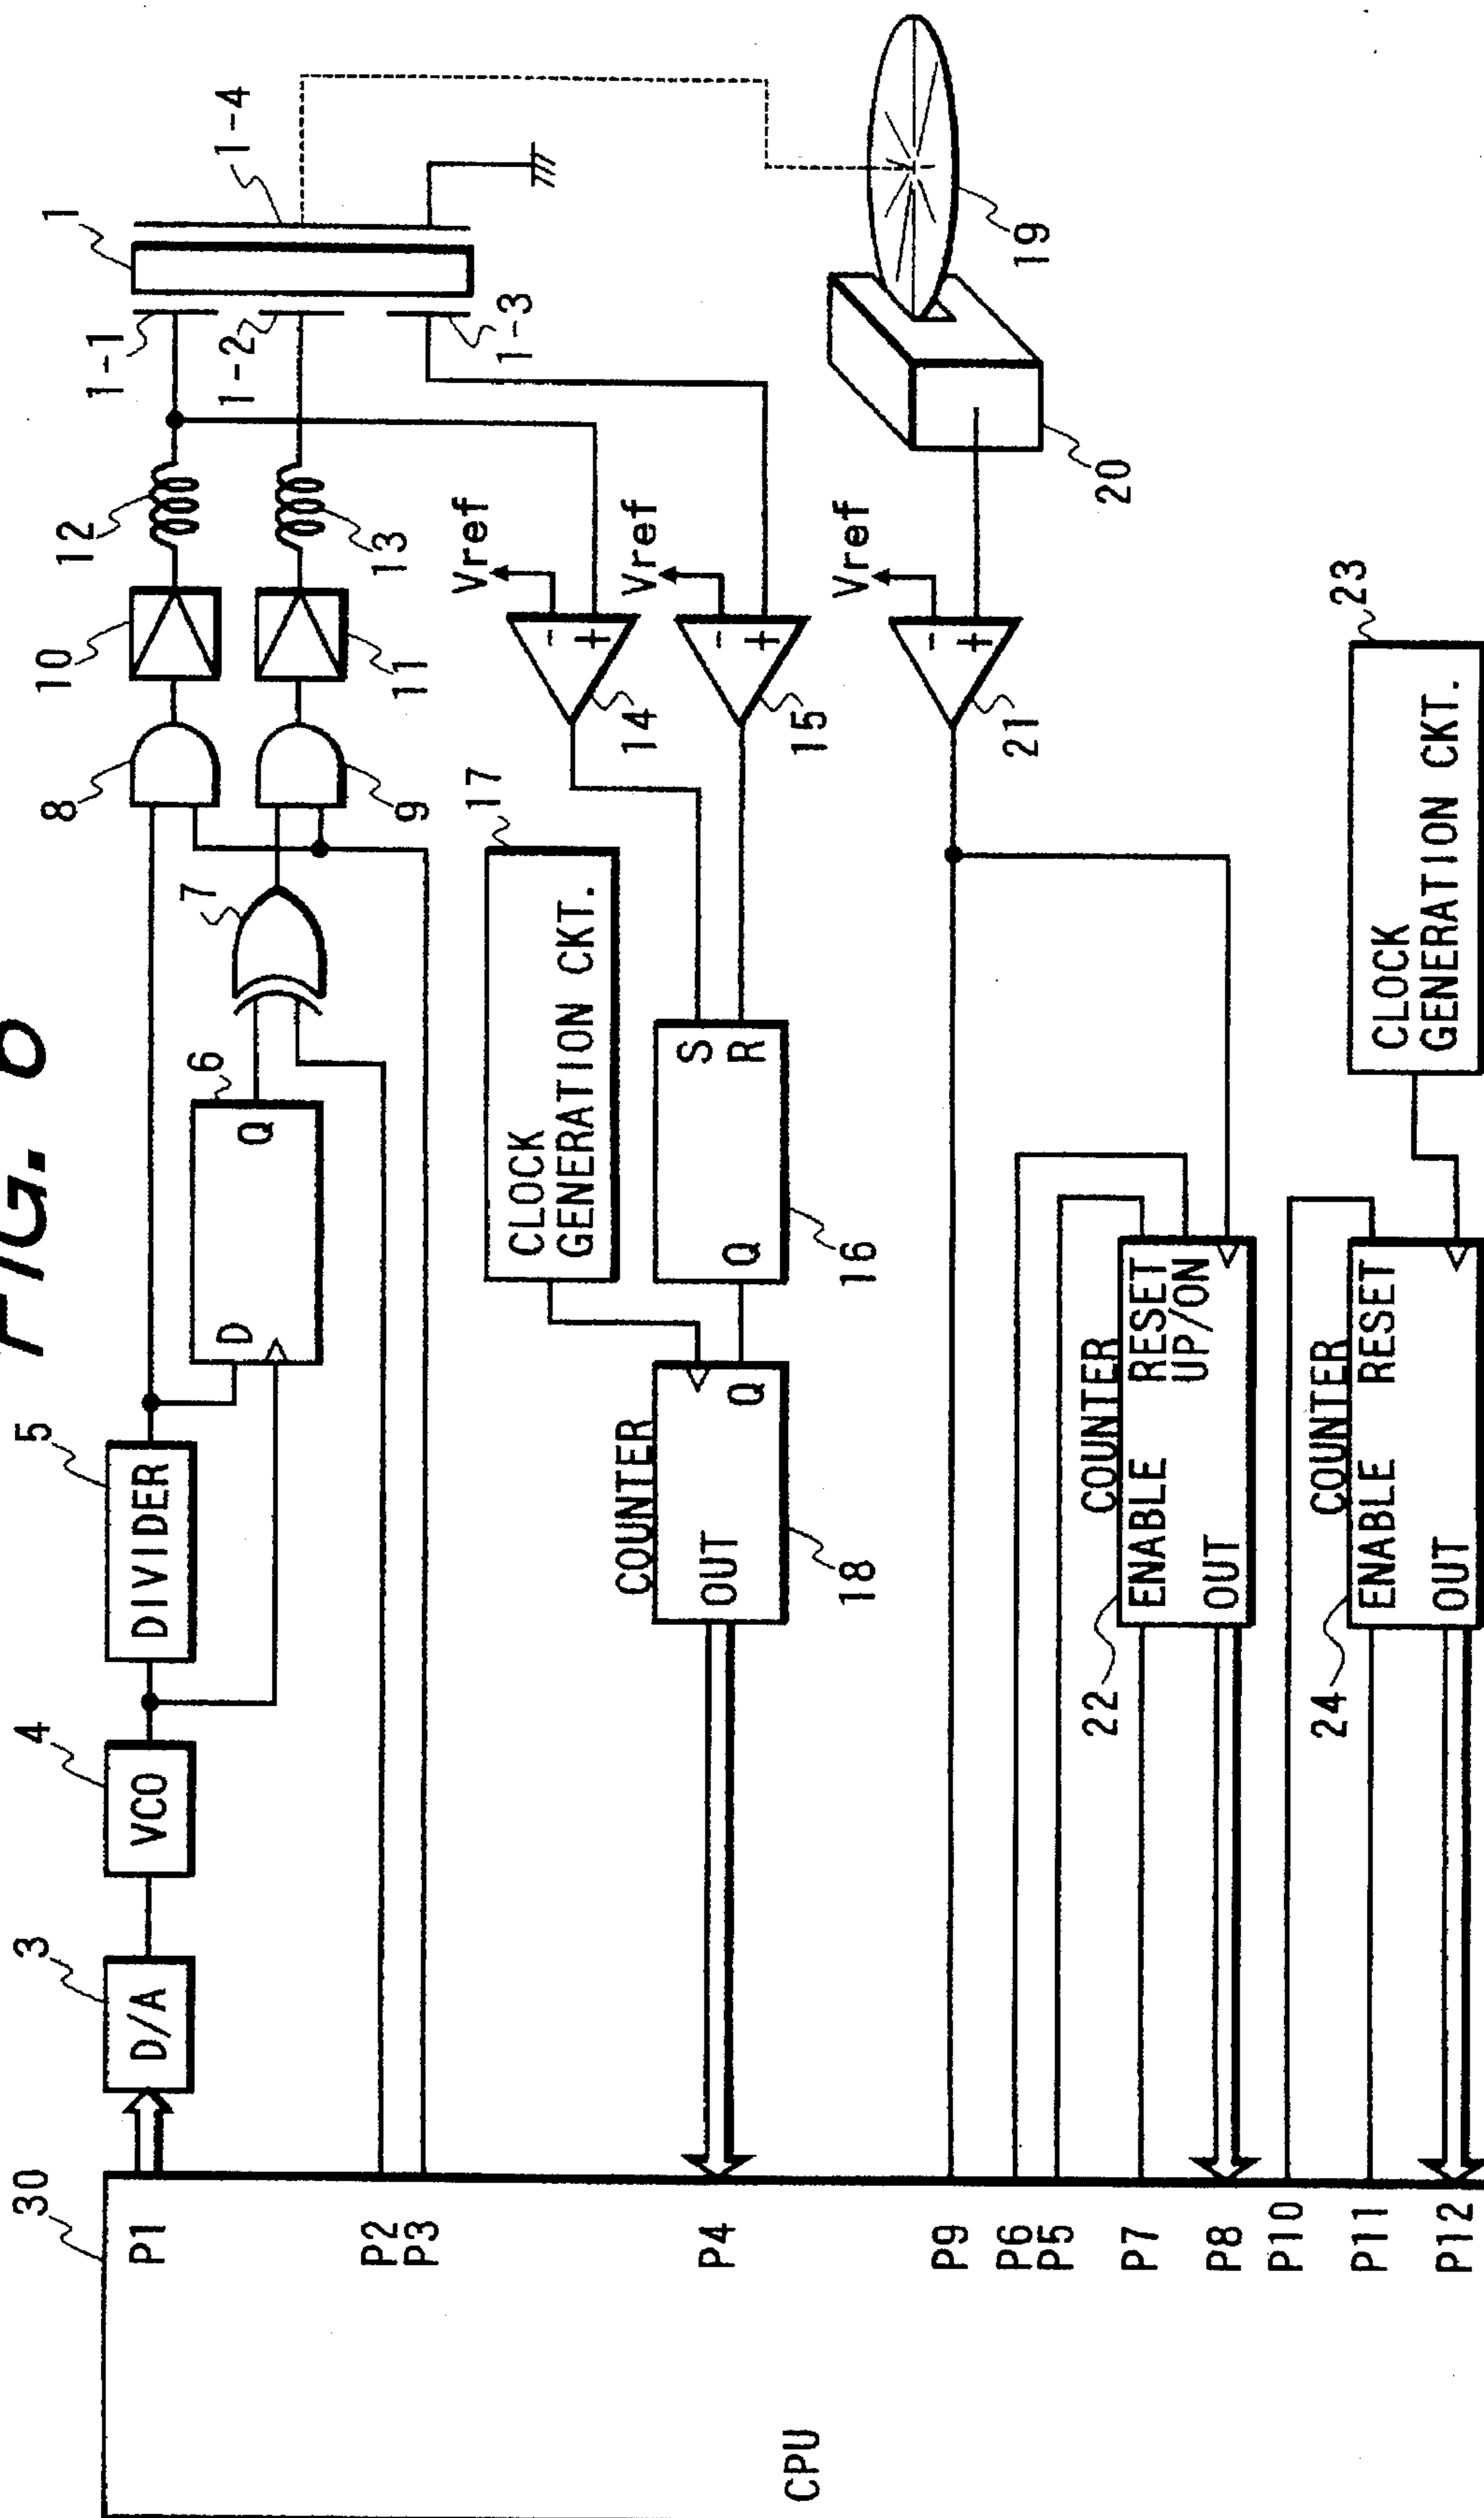 FIG. 8
30
P1
P2
P3
P4
P9
P6
P5
P7
P8
P10
P11
P12
CPU
3
D/A
4
VCO
5
DIVIDER
6
D
Q
7
8
9
10
11
12
13
1
1-1
1-2
1-3
1-4
Vref
-
+
14
Vref
-
+
15
17
CLOCK
GENERATION CKT.
S
R
Q
16
COUNTER
Q
OUT
18
19
20
Vref
-
+
21
COUNTER
ENABLE RESET
UP/ON
OUT
22
23
CLOCK
GENERATION CKT.
COUNTER
ENABLE RESET
OUT
24